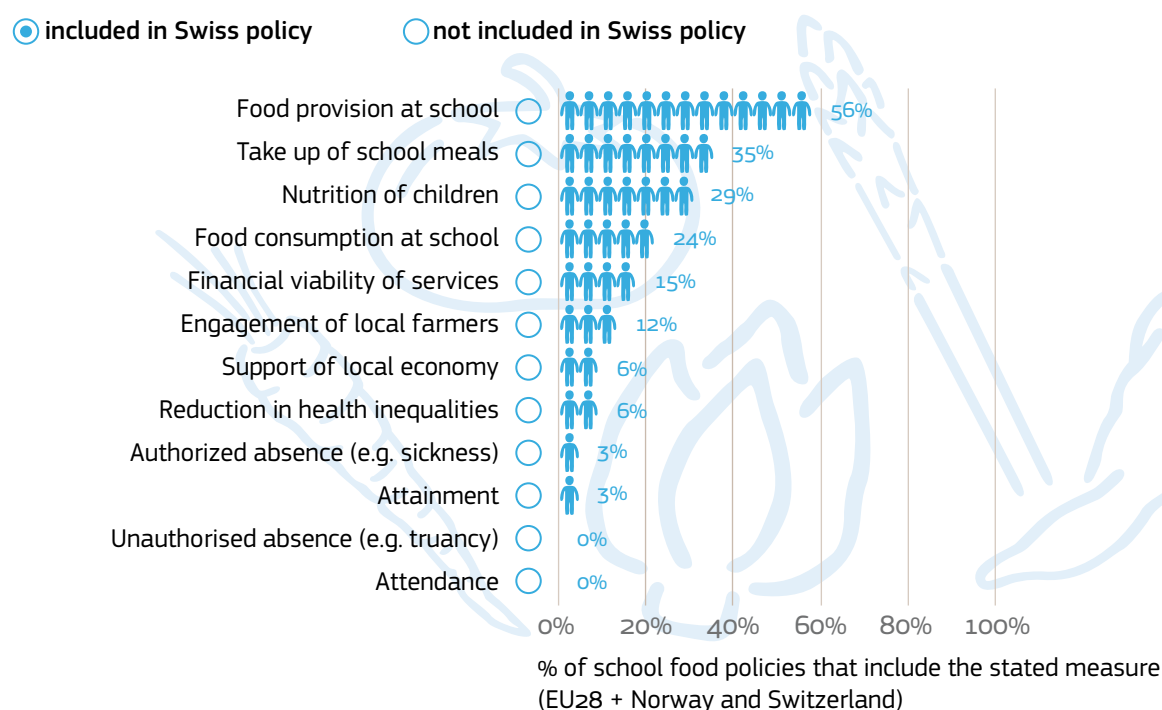 included in Swiss policy not included in Swiss policy
Food provision at school 56%
Take up of school meals 35%
Nutrition of children 29%
Food consumption at school 24%
Financial viability of services 15%
Engagement of local farmers 12%
Support of local economy 6%
Reduction in health inequalities 6%
Authorized absence (e.g. sickness) 3%
Attainment 3%
Unauthorised absence (e.g. truancy) 0%
Attendance 0%
0% 20% 40% 60% 80% 100%
% of school food policies that include the stated measure
(EU28 + Norway and Switzerland)